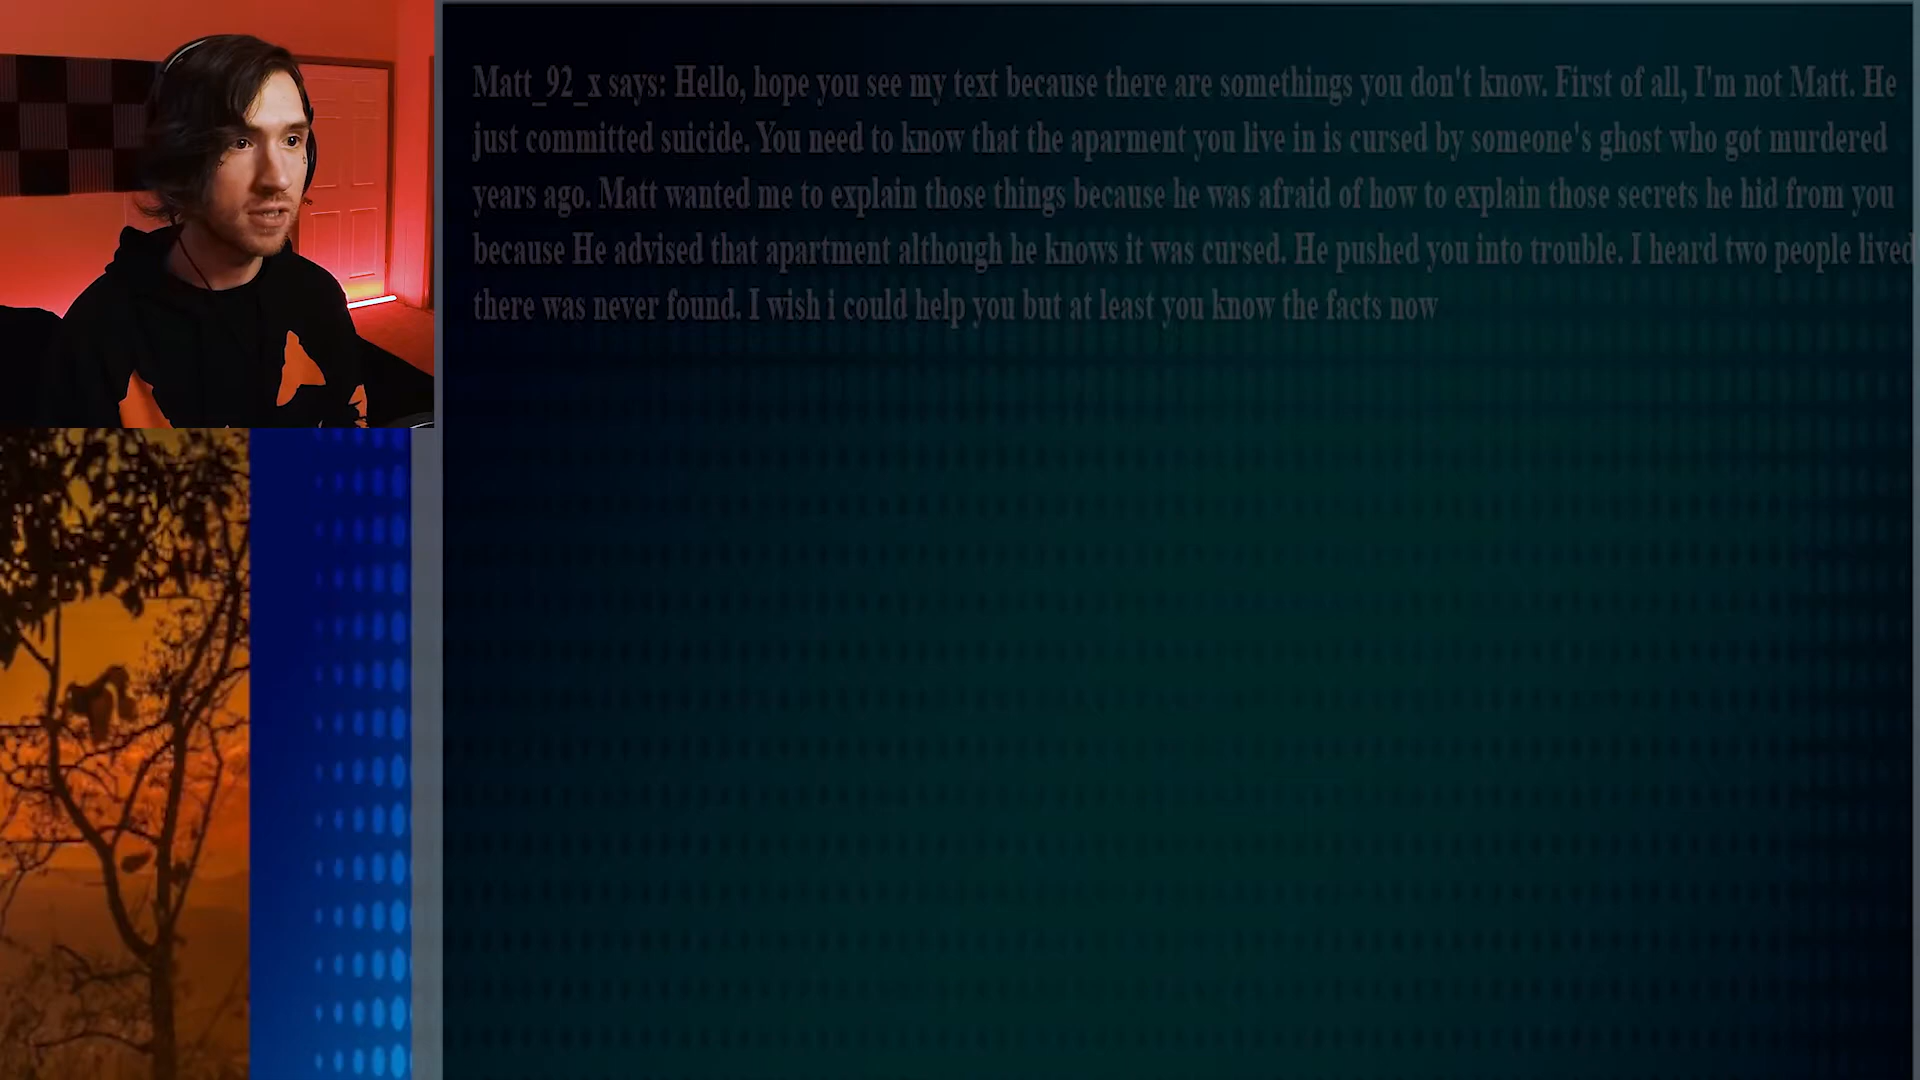 Matt_92_x says: Hello, hope you see my text because there are somethings you don't know. First of all, I'm not Matt. He
just committed suicide. You need to know that the aparment you live in is cursed by someone's ghost who got murdered
years ago. Matt wanted me to explain those things because he was afraid of how to explain those secrets he hid from you
because He advised that apartment although he knows it was cursed. He pushed you into trouble. I heard two people lived
there was never found. I wish i could help you but at least you know the facts now